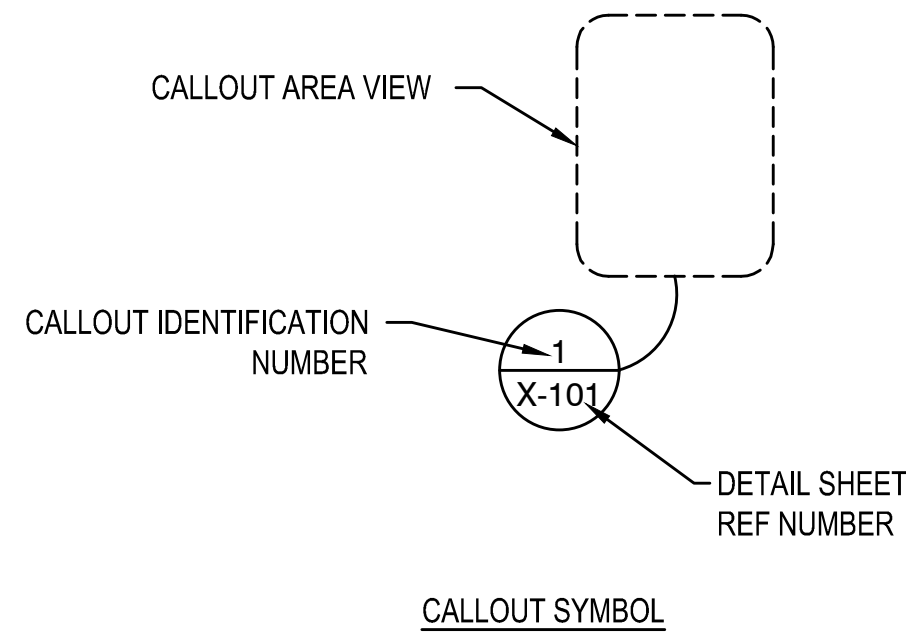 CALLOUT AREA VIEW
CALLOUT IDENTIFICATION
NUMBER
1
X-101
DETAIL SHEET
REF NUMBER
CALLOUT SYMBOL